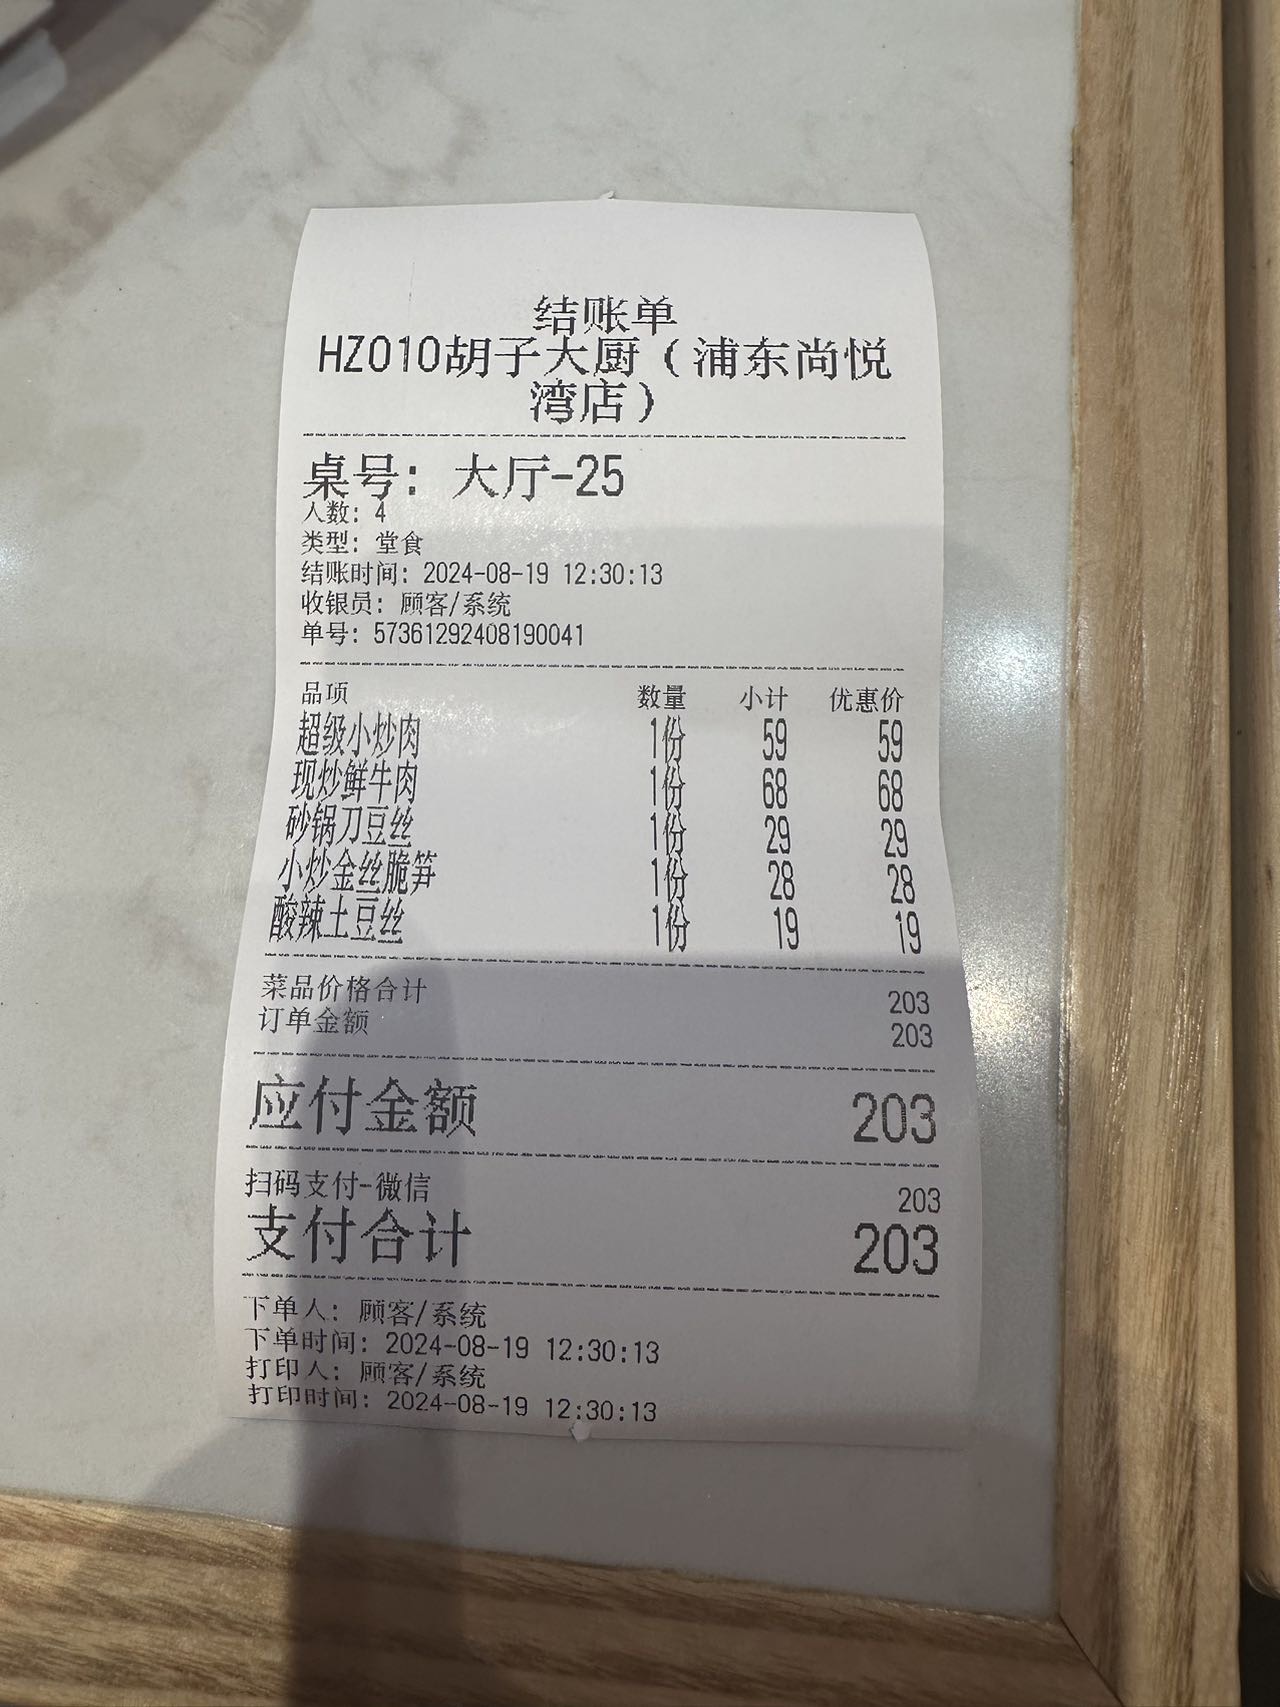 结账单
HZ010胡子大厨（浦东尚悦
湾店）
桌号：大厅-25
人数：4
类型：堂食
结账时间：2024-08-19 12:30:13
收银员：顾客/系统
单号：57361292408190041
品项 数量 小计 优惠价
超级小炒肉 1份 59 59
现炒鲜牛肉 1份 68 68
砂锅刀豆丝 1份 29 29
小炒金丝脆笋 1份 28 28
酸辣土豆丝 1份 19 19
菜品价格合计 203
订单金额 203
应付金额 203
扫码支付-微信 203
支付合计 203
下单人：顾客/系统
下单时间：2024-08-19 12:30:13
打印人：顾客/系统
打印时间：2024-08-19 12:30:13